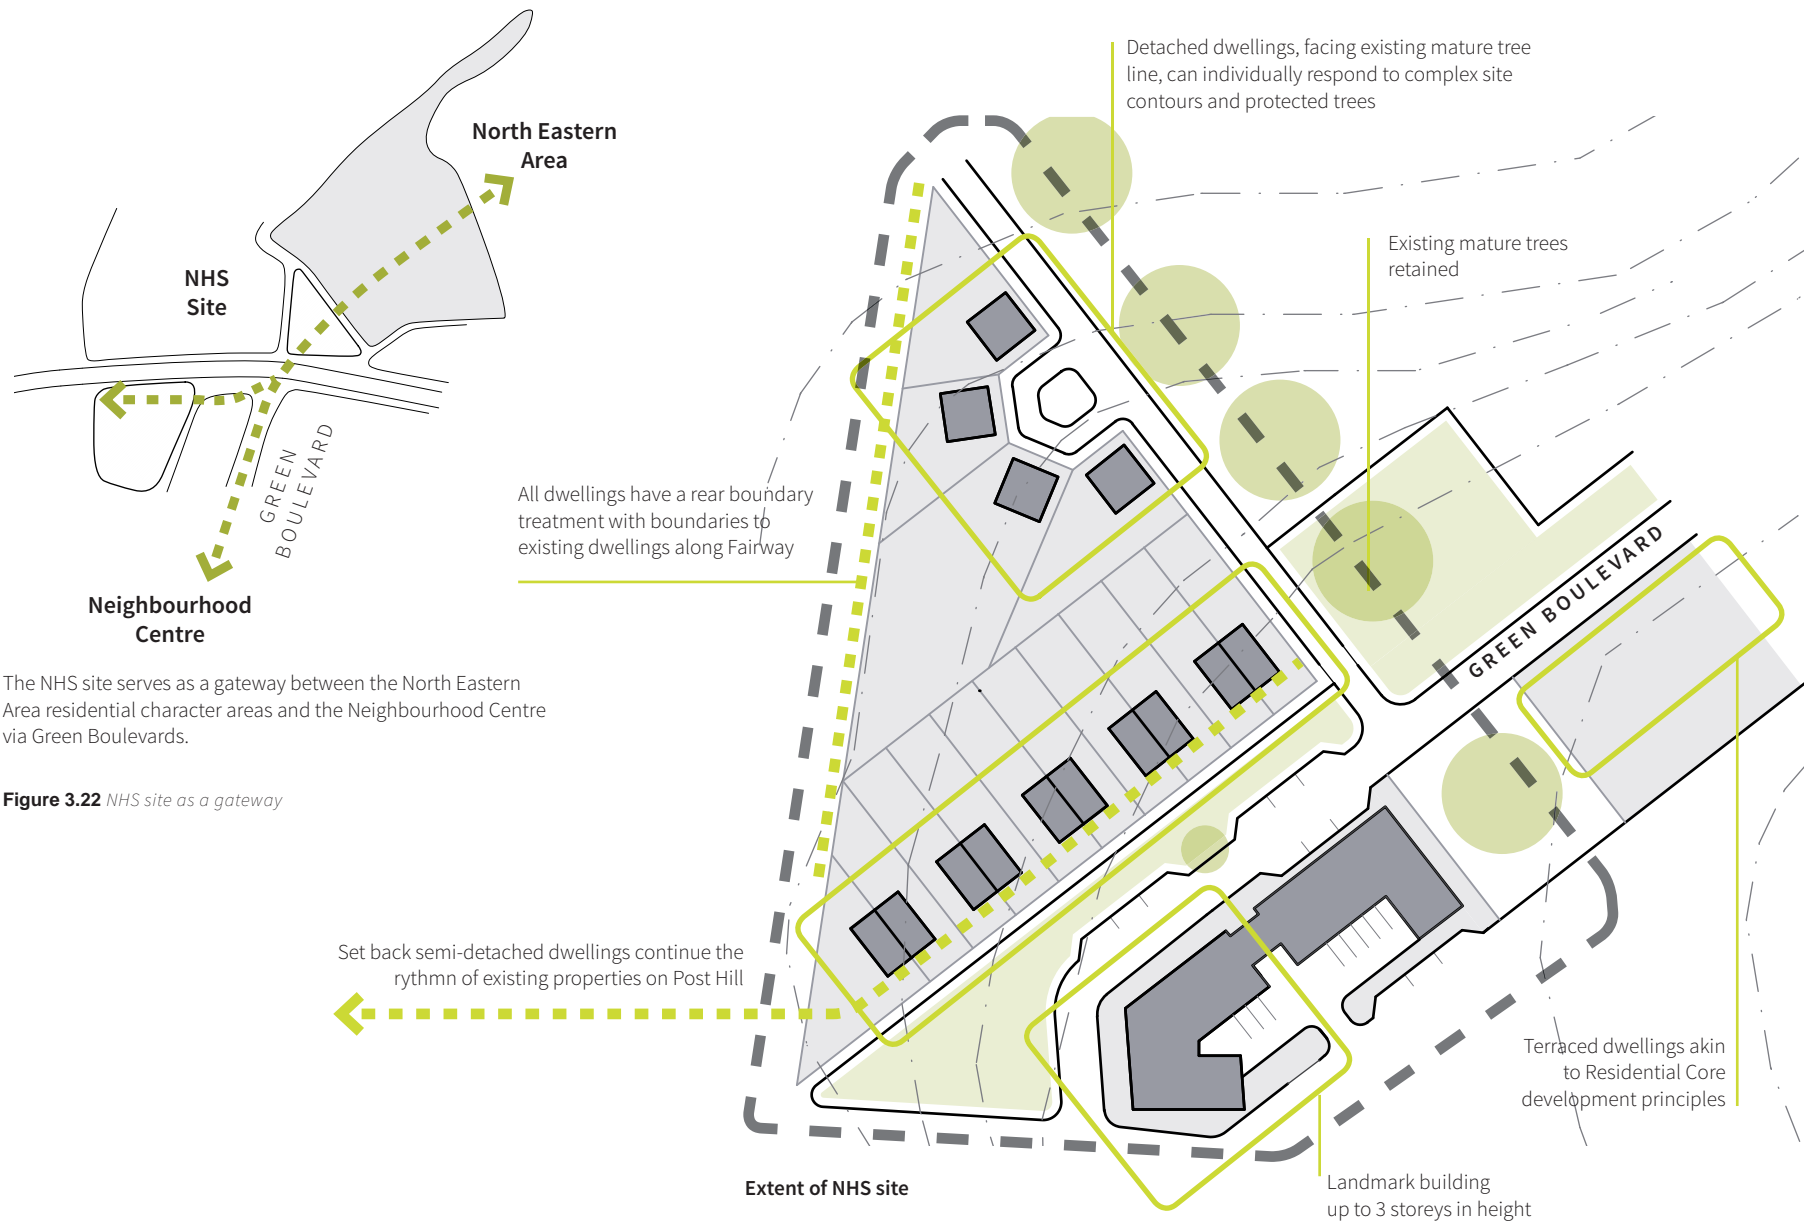 North Eastern
Area
NHS
Site
GREEN
BOULEVARD
Neighbourhood
Centre
The NHS site serves as a gateway between the North Eastern
Area residential character areas and the Neighbourhood Centre
via Green Boulevards.
Figure 3.22 NHS site as a gateway
Detached dwellings, facing existing mature tree
line, can individually respond to complex site
contours and protected trees
Existing mature trees
retained
All dwellings have a rear boundary
treatment with boundaries to
existing dwellings along Fairway
GREEN BOULEVARD
Set back semi-detached dwellings continue the
rythmn of existing properties on Post Hill
Terraced dwellings akin
to Residential Core
development principles
Extent of NHS site
Landmark building
up to 3 storeys in height